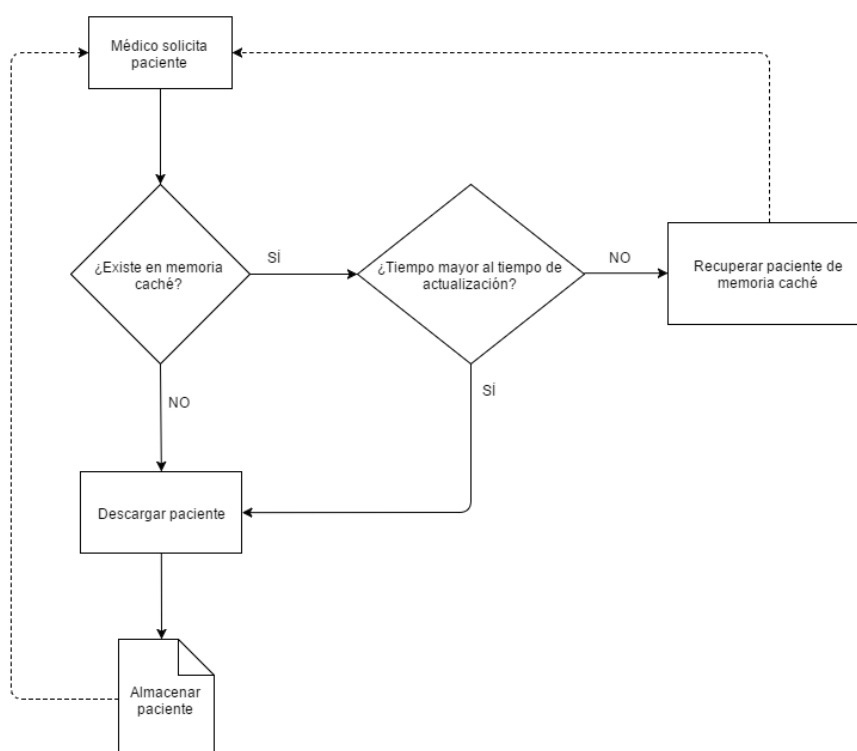 Médico solicita
paciente
¿Existe en memoria
caché?
SÍ
¿Tiempo mayor al tiempo de
actualización?
NO
Recuperar paciente de
memoria caché
NO
SÍ
Descargar paciente
Almacenar
paciente